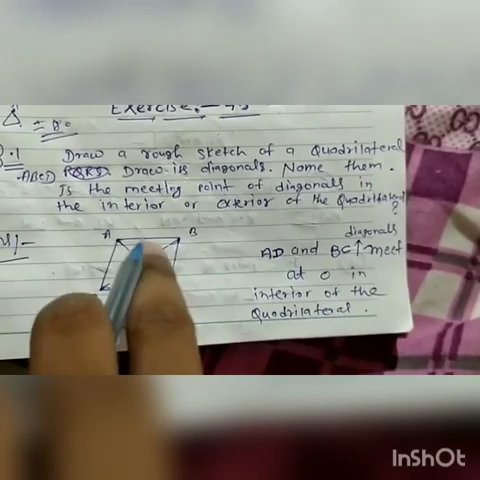 Exercise - 4.3
Draw a rough sketch of a Quadrilateral
ABCD PQRS. Draw its diagonals. Name them.
Is the meeting point of diagonals in
the interior or exterior of the Quadrilateral
?
A B
diagonals
AD and BC ↑ meet
at O in
interior of the
Quadrilateral.
InShOt